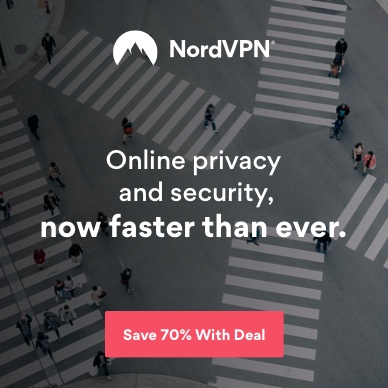 NordVPN®
Online privacy
and security,
now faster than ever.
Save 70% With Deal